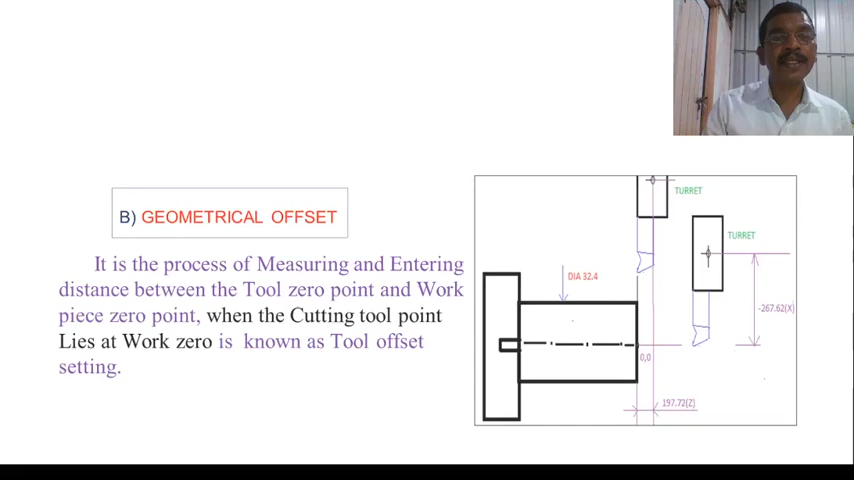 B) GEOMETRICAL OFFSET
It is the process of Measuring and Entering
distance between the Tool zero point and Work
piece zero point, when the Cutting tool point
Lies at Work zero is known as Tool offset
setting.
TURRET
TURRET
DIA 32.4
-267.62(X)
0,0
197.72(Z)